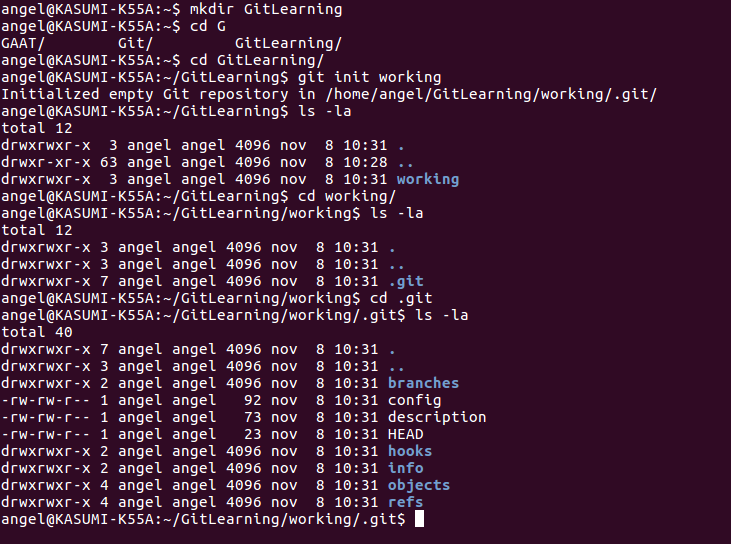 angel@KASUMI-K55A:~$ mkdir GitLearning
angel@KASUMI-K55A:~$ cd G
GAAT/        Git/         GitLearning/
angel@KASUMI-K55A:~$ cd GitLearning/
angel@KASUMI-K55A:~/GitLearning$ git init working
Initialized empty Git repository in /home/angel/GitLearning/working/.git/
angel@KASUMI-K55A:~/GitLearning$ ls -la
total 12
drwxrwxr-x  3 angel angel 4096 nov  8 10:31 .
drwxr-xr-x 63 angel angel 4096 nov  8 10:28 ..
drwxrwxr-x  3 angel angel 4096 nov  8 10:31 working
angel@KASUMI-K55A:~/GitLearning$ cd working/
angel@KASUMI-K55A:~/GitLearning/working$ ls -la
total 12
drwxrwxr-x 3 angel angel 4096 nov  8 10:31 .
drwxrwxr-x 3 angel angel 4096 nov  8 10:31 ..
drwxrwxr-x 7 angel angel 4096 nov  8 10:31 .git
angel@KASUMI-K55A:~/GitLearning/working$ cd .git
angel@KASUMI-K55A:~/GitLearning/working/.git$ ls -la
total 40
drwxrwxr-x 7 angel angel 4096 nov  8 10:31 .
drwxrwxr-x 3 angel angel 4096 nov  8 10:31 ..
drwxrwxr-x 2 angel angel 4096 nov  8 10:31 branches
-rw-rw-r-- 1 angel angel   92 nov  8 10:31 config
-rw-rw-r-- 1 angel angel   73 nov  8 10:31 description
-rw-rw-r-- 1 angel angel   23 nov  8 10:31 HEAD
drwxrwxr-x 2 angel angel 4096 nov  8 10:31 hooks
drwxrwxr-x 2 angel angel 4096 nov  8 10:31 info
drwxrwxr-x 4 angel angel 4096 nov  8 10:31 objects
drwxrwxr-x 4 angel angel 4096 nov  8 10:31 refs
angel@KASUMI-K55A:~/GitLearning/working/.git$